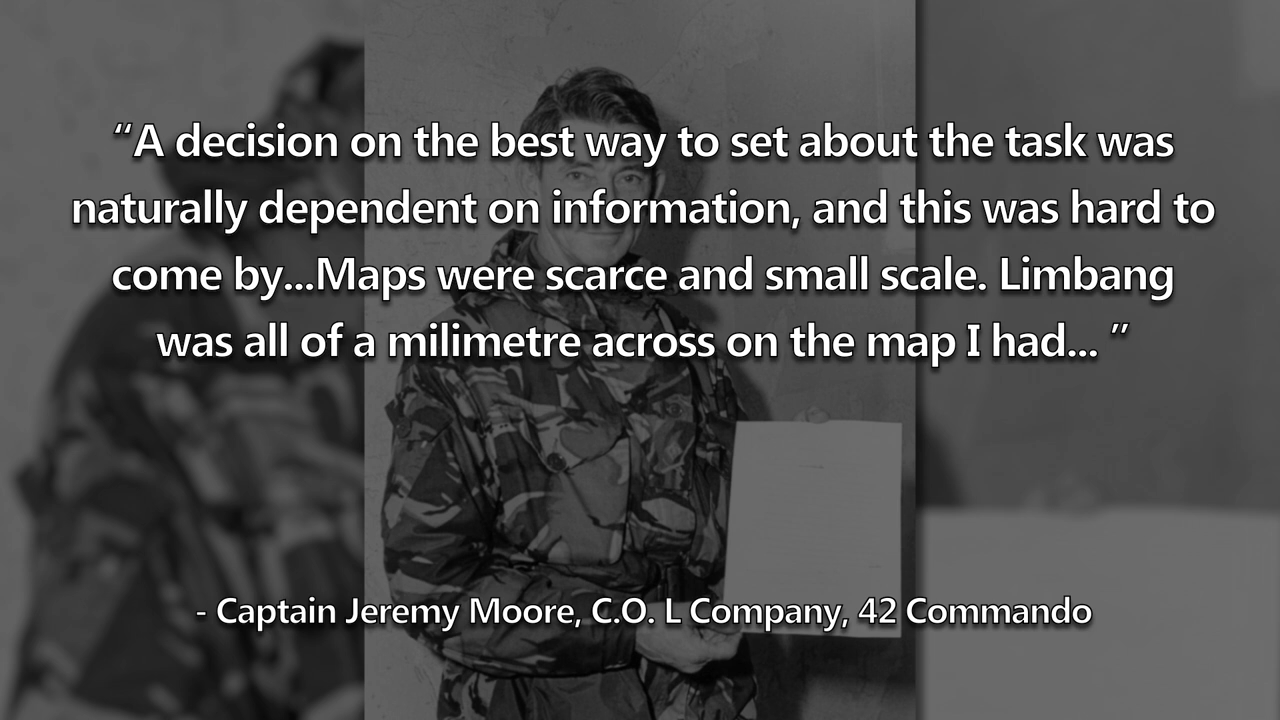 “A decision on the best way to set about the task was
naturally dependent on information, and this was hard to
come by...Maps were scarce and small scale. Limbang
was all of a milimetre across on the map I had... ”
- Captain Jeremy Moore, C.O. L Company, 42 Commando